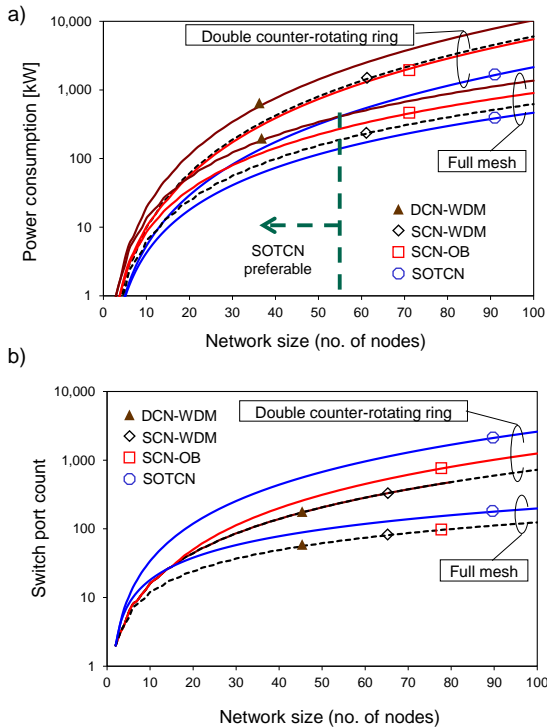 a)
10,000
1,000
100
10
1
Power consumption [kW]
Double counter-rotating ring
Full mesh
SOTCN
preferable
DCN-WDM
SCN-WDM
SCN-OB
SOTCN
0 10 20 30 40 50 60 70 80 90 100
Network size (no. of nodes)
b)
10,000
1,000
100
10
1
Switch port count
DCN-WDM
SCN-WDM
SCN-OB
SOTCN
Double counter-rotating ring
Full mesh
0 10 20 30 40 50 60 70 80 90 100
Network size (no. of nodes)